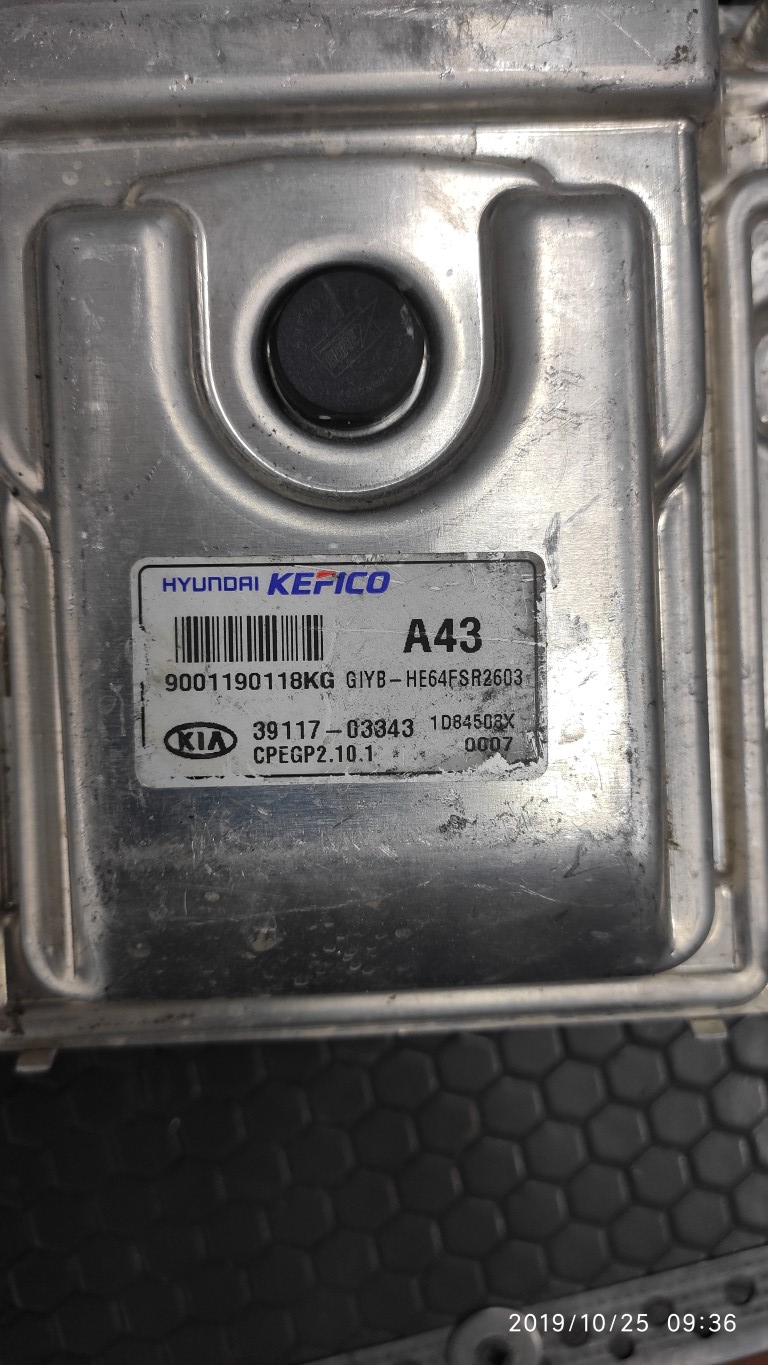 HYUNDAI KEFICO
A43
9001190118KG GIYB-HE64FSR2603
KIA 39117-03343 1D84503X
CPEGP2.10.1 0007
2019/10/25 09:36